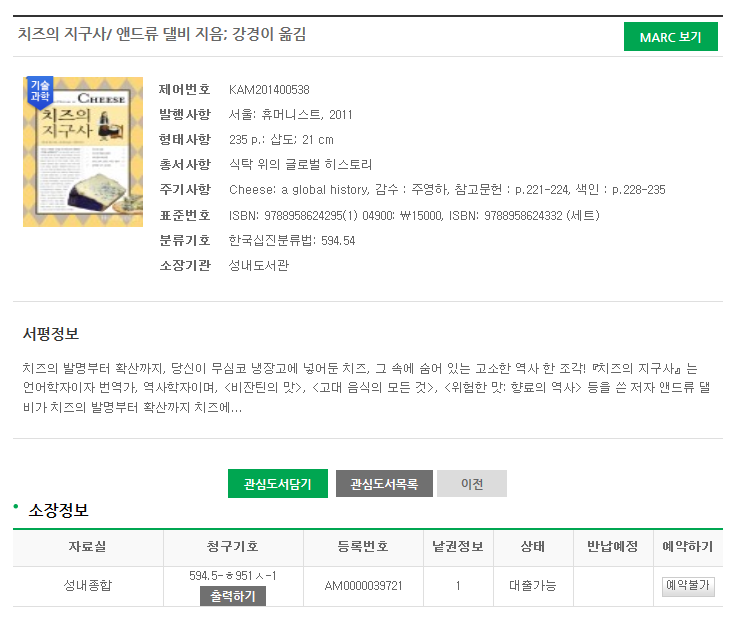 치즈의 지구사/ 앤드류 댈비 지음; 강경이 옮김
MARC 보기
기술
과학
CHEESE
치즈의
지구사
제어번호 KAM201400538
발행사항 서울: 휴머니스트, 2011
형태사항 235 p.: 삽도; 21 cm
총서사항 식탁 위의 글로벌 히스토리
주기사항 Cheese: a global history, 감수 : 주영하, 참고문헌 : p.221-224, 색인 : p.228-235
표준번호 ISBN: 9788958624295(1) 04900: ₩15000, ISBN: 9788958624332 (세트)
분류기호 한국십진분류법: 594.54
소장기관 성내도서관
서평정보
치즈의 발명부터 확산까지, 당신이 무심코 냉장고에 넣어둔 치즈, 그 속에 숨어 있는 고소한 역사 한 조각! 『치즈의 지구사』 는
언어학자이자 번역가, 역사학자이며, <비잔틴의 맛>, <고대 음식의 모든 것>, <위험한 맛: 향료의 역사> 등을 쓴 저자 앤드류 댈
비가 치즈의 발명부터 확산까지 치즈에...
관심도서담기 관심도서목록 이전
소장정보
자료실 청구기호 등록번호 낱권정보 상태 반납예정 예약하기
성내종합 594.5-ㅎ951ㅅ-1 AM0000039721 1 대출가능 예약불가
출력하기